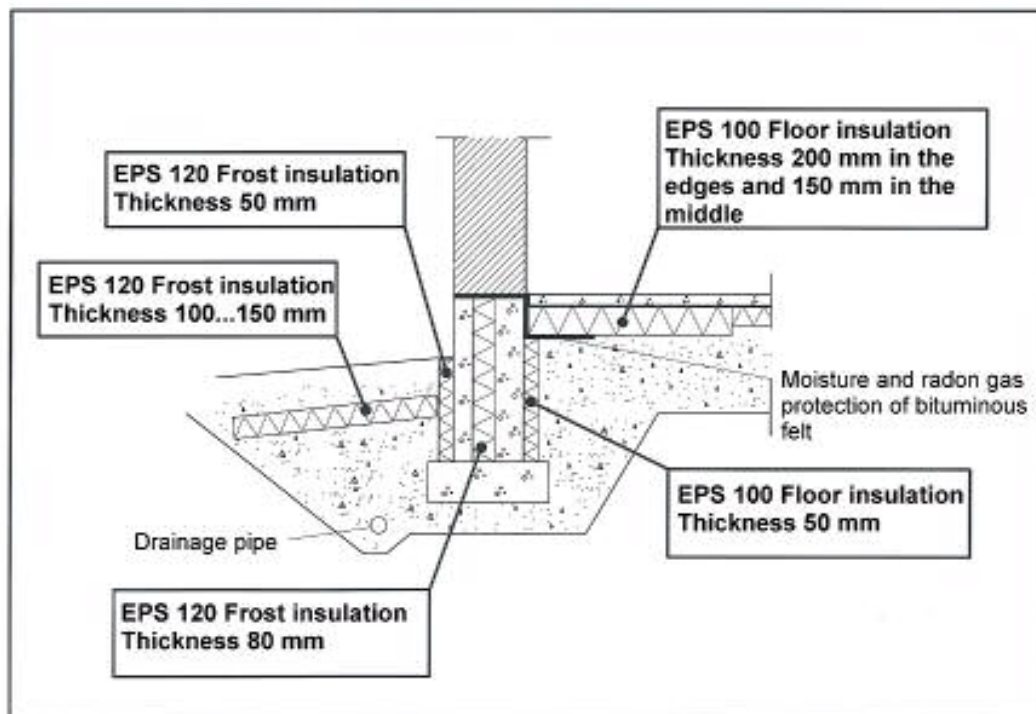 EPS 100 Floor insulation
Thickness 200 mm in the
edges and 150 mm in the
middle
EPS 120 Frost insulation
Thickness 50 mm
EPS 120 Frost insulation
Thickness 100...150 mm
Moisture and radon gas
protection of bituminous
felt
EPS 100 Floor insulation
Thickness 50 mm
Drainage pipe
EPS 120 Frost insulation
Thickness 80 mm